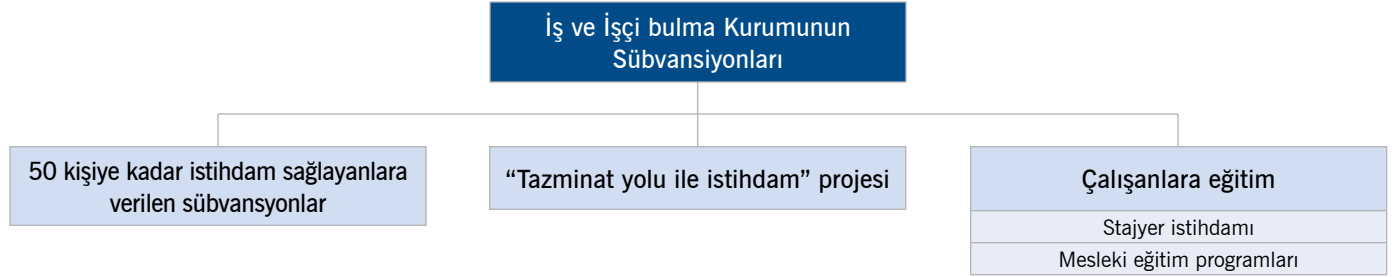 İş ve İşçi bulma Kurumunun
Sübvansiyonları
50 kişiye kadar istihdam sağlayanlara
verilen sübvansyonlar
“Tazminat yolu ile istihdam” projesi
Çalışanlara eğitim
Stajyer istihdamı
Mesleki eğitim programları